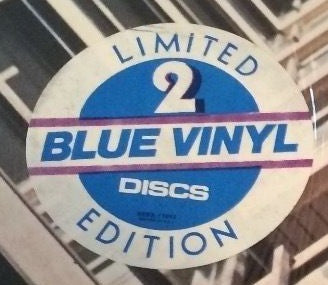 LIMITED
2
BLUE VINYL
DISCS
EDITION